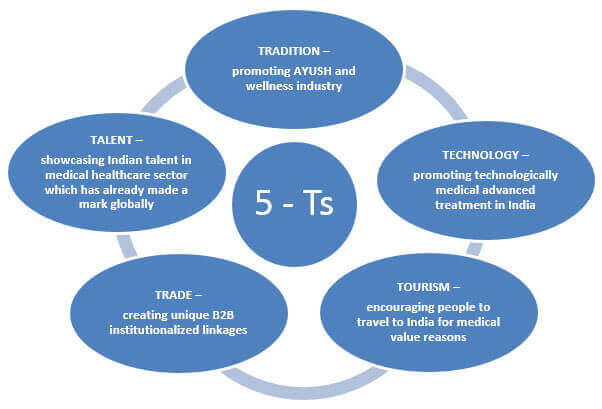 TRADITION –
promoting AYUSH and
wellness industry
TECHNOLOGY –
promoting technologically
medical advanced
treatment in India
TOURISM –
encouraging people to
travel to India for medical
value reasons
TRADE –
creating unique B2B
institutionalized linkages
TALENT –
showcasing Indian talent in
medical healthcare sector
which has already made a
mark globally
5 - Ts